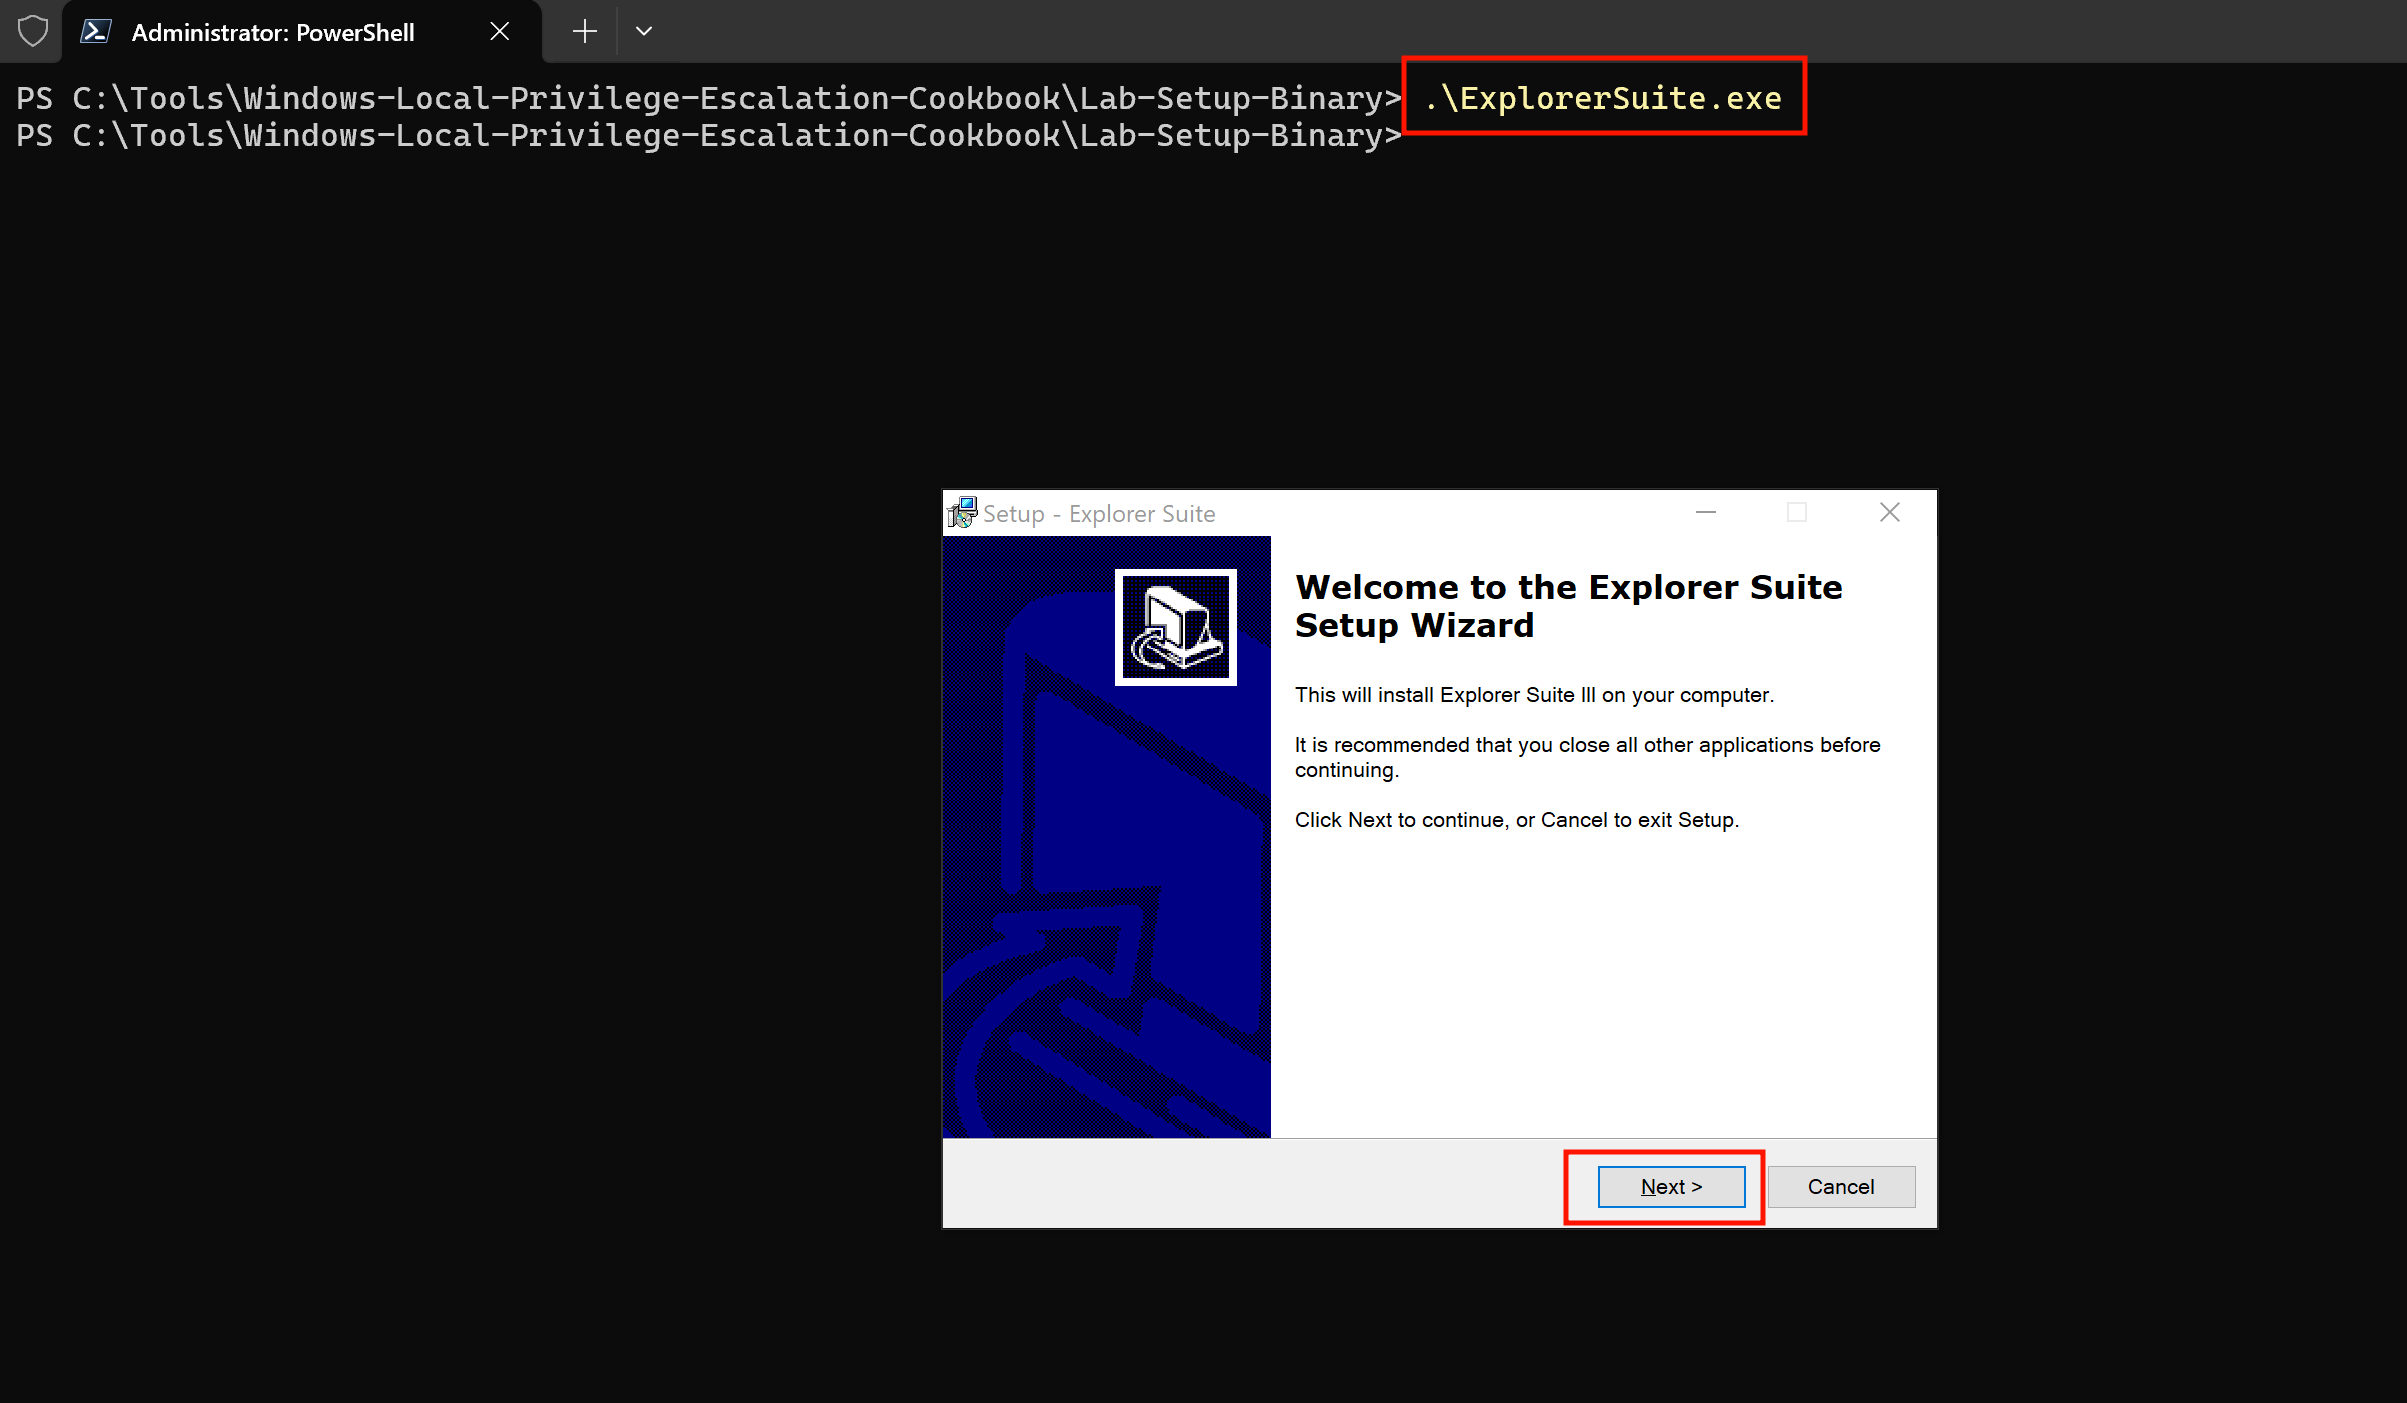 Administrator: PowerShell
PS C:\Tools\Windows-Local-Privilege-Escalation-Cookbook\Lab-Setup-Binary> .\ExplorerSuite.exe
PS C:\Tools\Windows-Local-Privilege-Escalation-Cookbook\Lab-Setup-Binary>
Setup - Explorer Suite
Welcome to the Explorer Suite
Setup Wizard
This will install Explorer Suite III on your computer.
It is recommended that you close all other applications before
continuing.
Click Next to continue, or Cancel to exit Setup.
Next >
Cancel